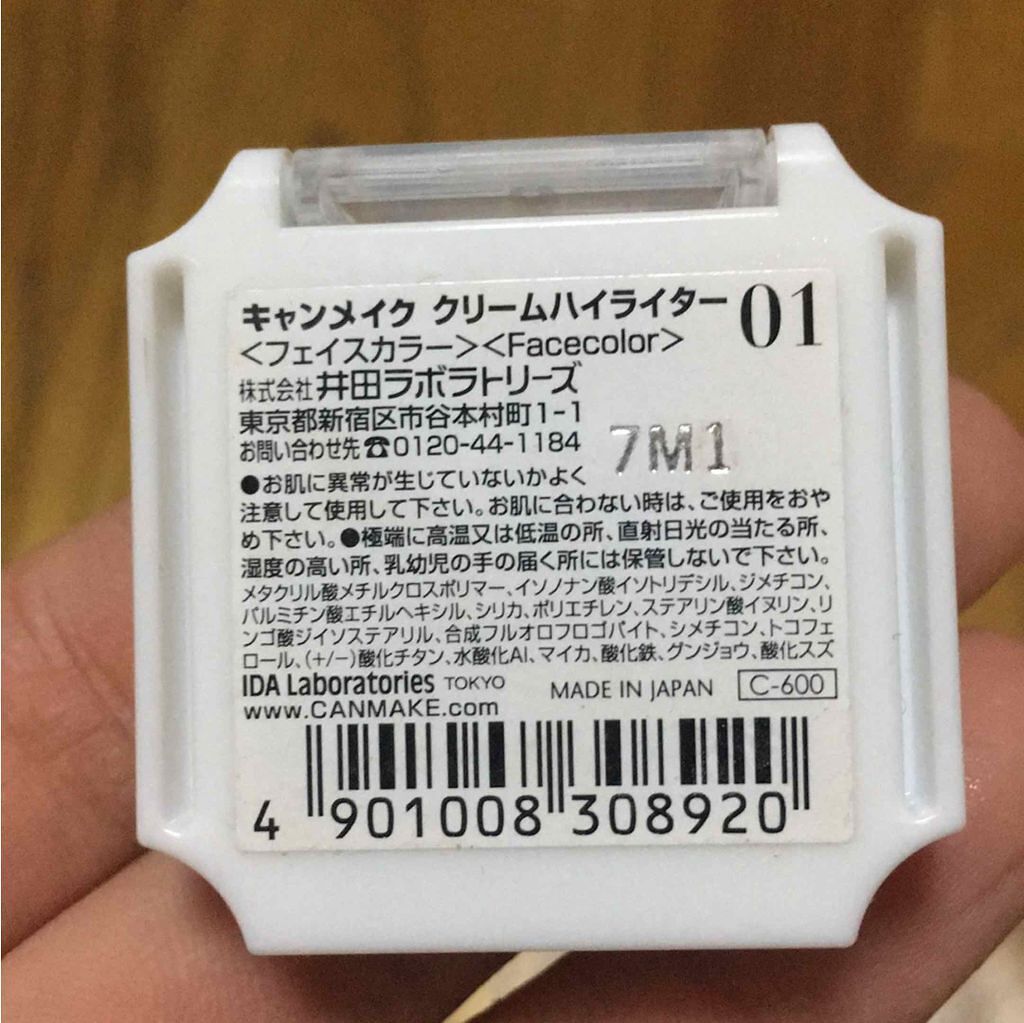 キャンメイク クリームハイライター 01
<フェイスカラー><Facecolor>
株式会社 井田ラボラトリーズ
東京都新宿区市谷本村町1-1
お問い合わせ先☎0120-44-1184
7M1
●お肌に異常が生じていないかよく
注意して使用して下さい。お肌に合わない時は、ご使用をおや
め下さい。●極端に高温又は低温の所、直射日光の当たる所、
湿度の高い所、乳幼児の手の届く所には保管しないで下さい。
メタクリル酸メチルクロスポリマー、イソノナン酸イソトリデシル、ジメチコン、
パルミチン酸エチルヘキシル、シリカ、ポリエチレン、ステアリン酸イヌリン、リ
ンゴ酸ジイソステアリル、合成フルオロフロゴパイト、シメチコン、トコフェ
ロール、(+/-)酸化チタン、水酸化Al、マイカ、酸化鉄、グンジョウ、酸化スズ
IDA Laboratories TOKYO MADE IN JAPAN C-600
www.CANMAKE.com
4 901008 308920